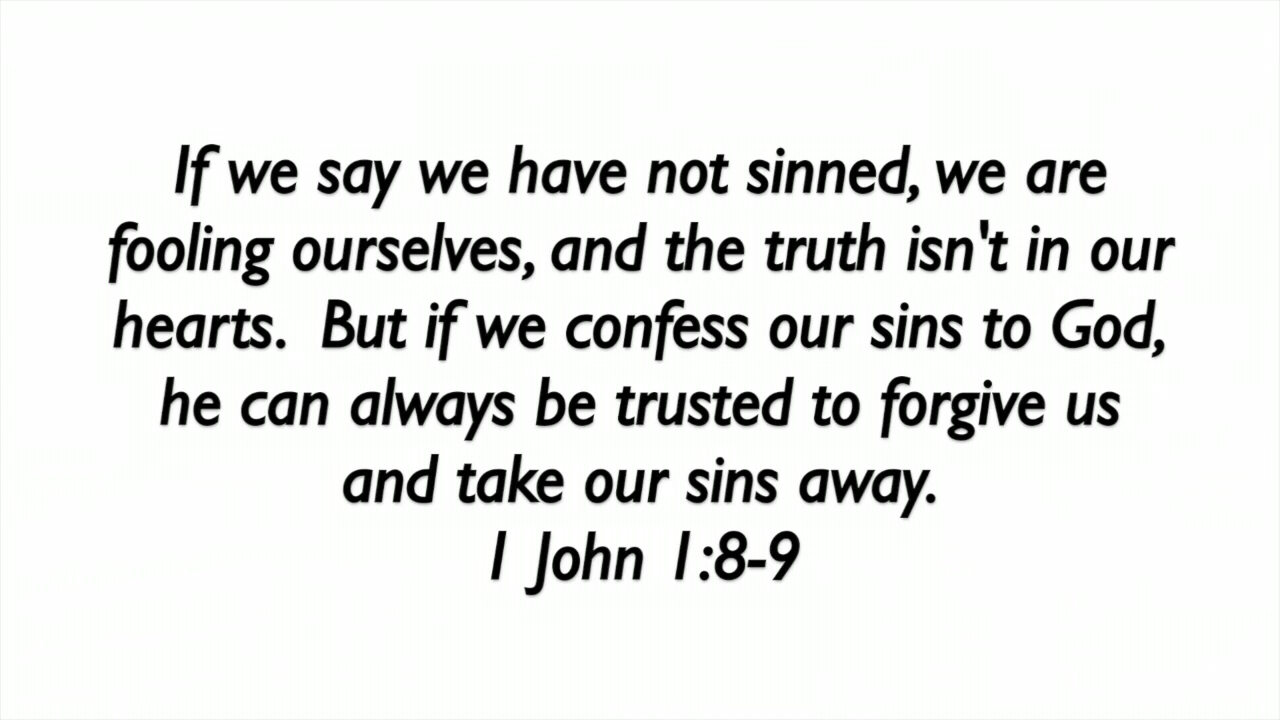 If we say we have not sinned, we are
fooling ourselves, and the truth isn't in our
hearts.  But if we confess our sins to God,
he can always be trusted to forgive us
and take our sins away.
1 John 1:8-9